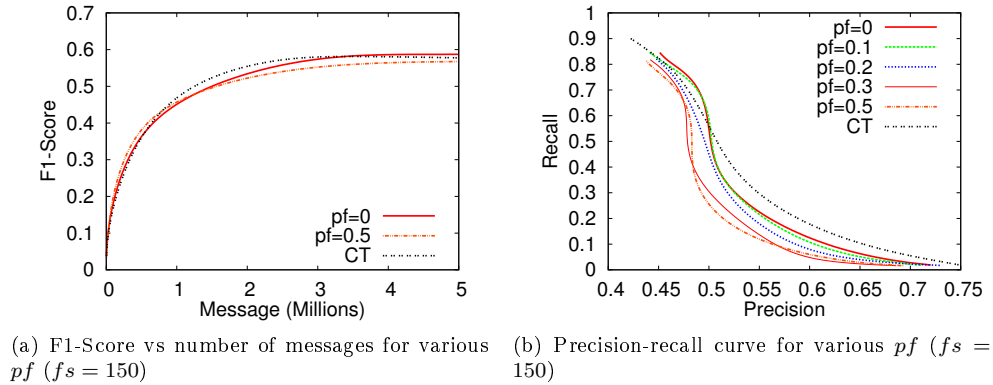 0.7
0.6
0.5
0.4
0.3
0.2
0.1
0
F1-Score
pf=0
pf=0.5
CT
0 1 2 3 4 5
Message (Millions)
1
0.9
0.8
0.7
0.6
0.5
0.4
0.3
0.2
0.1
0
Recall
pf=0
pf=0.1
pf=0.2
pf=0.3
pf=0.5
CT
0.4 0.45 0.5 0.55 0.6 0.65 0.7 0.75
Precision
(a) F1-Score vs number of messages for various
pf (fs = 150)
(b) Precision-recall curve for various pf (fs =
150)